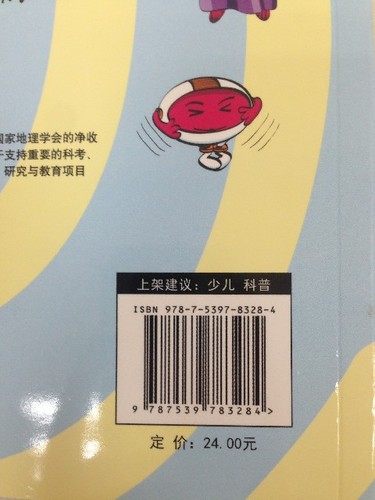 国家地理学会的净收
于支持重要的科考、
研究与教育项目
上架建议：少儿 科普
ISBN 978-7-5397-8328-4
9 787539 783284>
定 价：24.00元